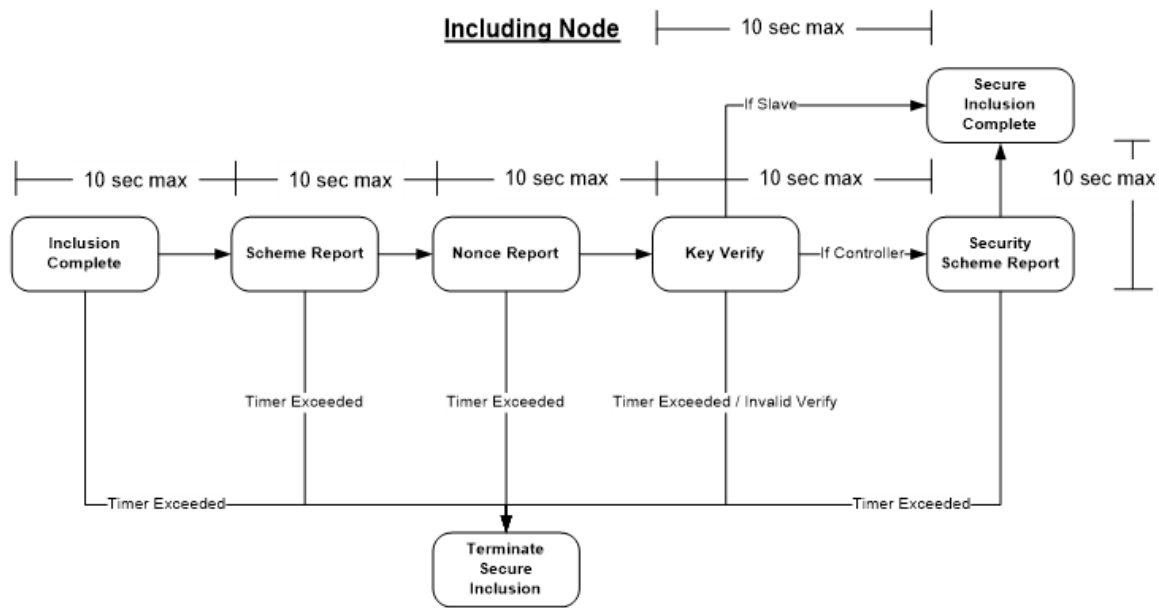 Including Node
10 sec max
If Slave
Secure
Inclusion
Complete
10 sec max
10 sec max
10 sec max
10 sec max
10 sec max
Inclusion
Complete
Scheme Report
Nonce Report
Key Verify
If Controller
Security
Scheme Report
Timer Exceeded
Timer Exceeded
Timer Exceeded / Invalid Verify
Timer Exceeded
Timer Exceeded
Terminate
Secure
Inclusion